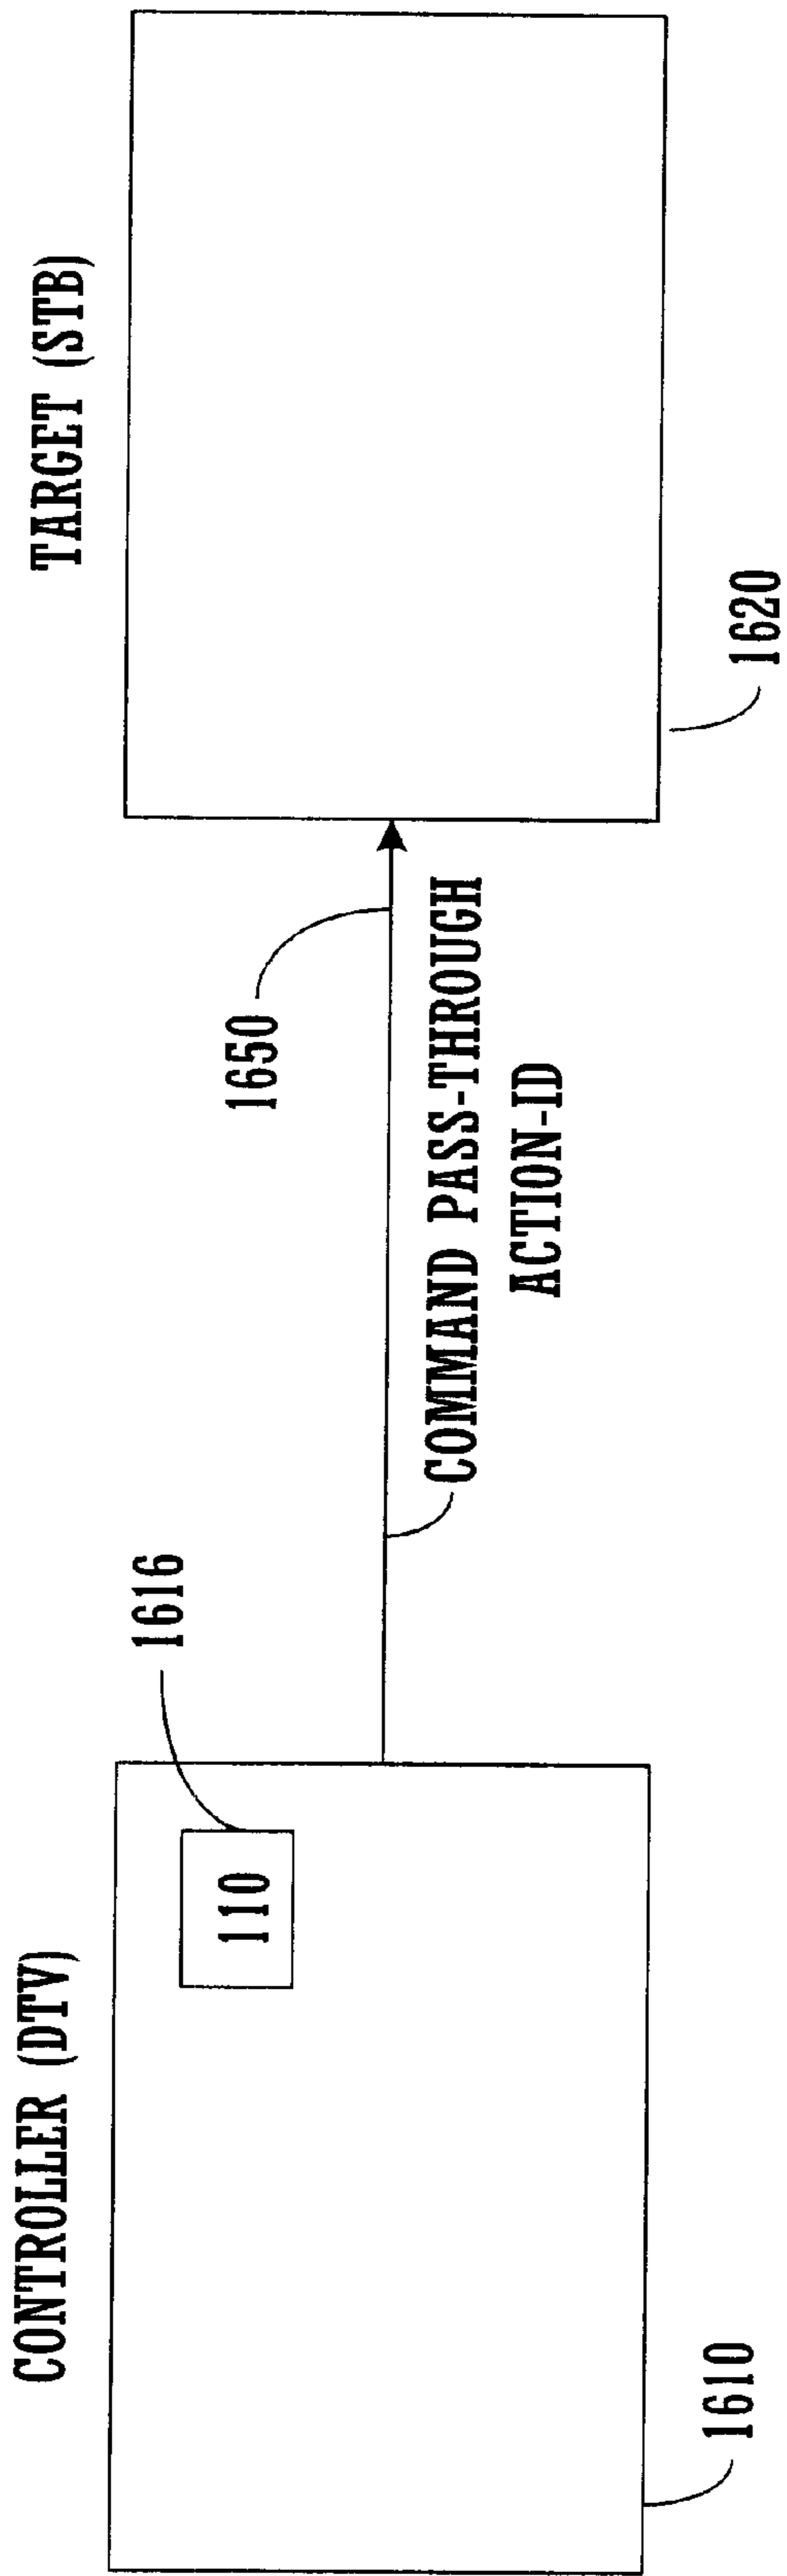 CONTROLLER (DTV)
TARGET (STB)
1616
110
1650
COMMAND PASS-THROUGH
ACTION-ID
1610
1620